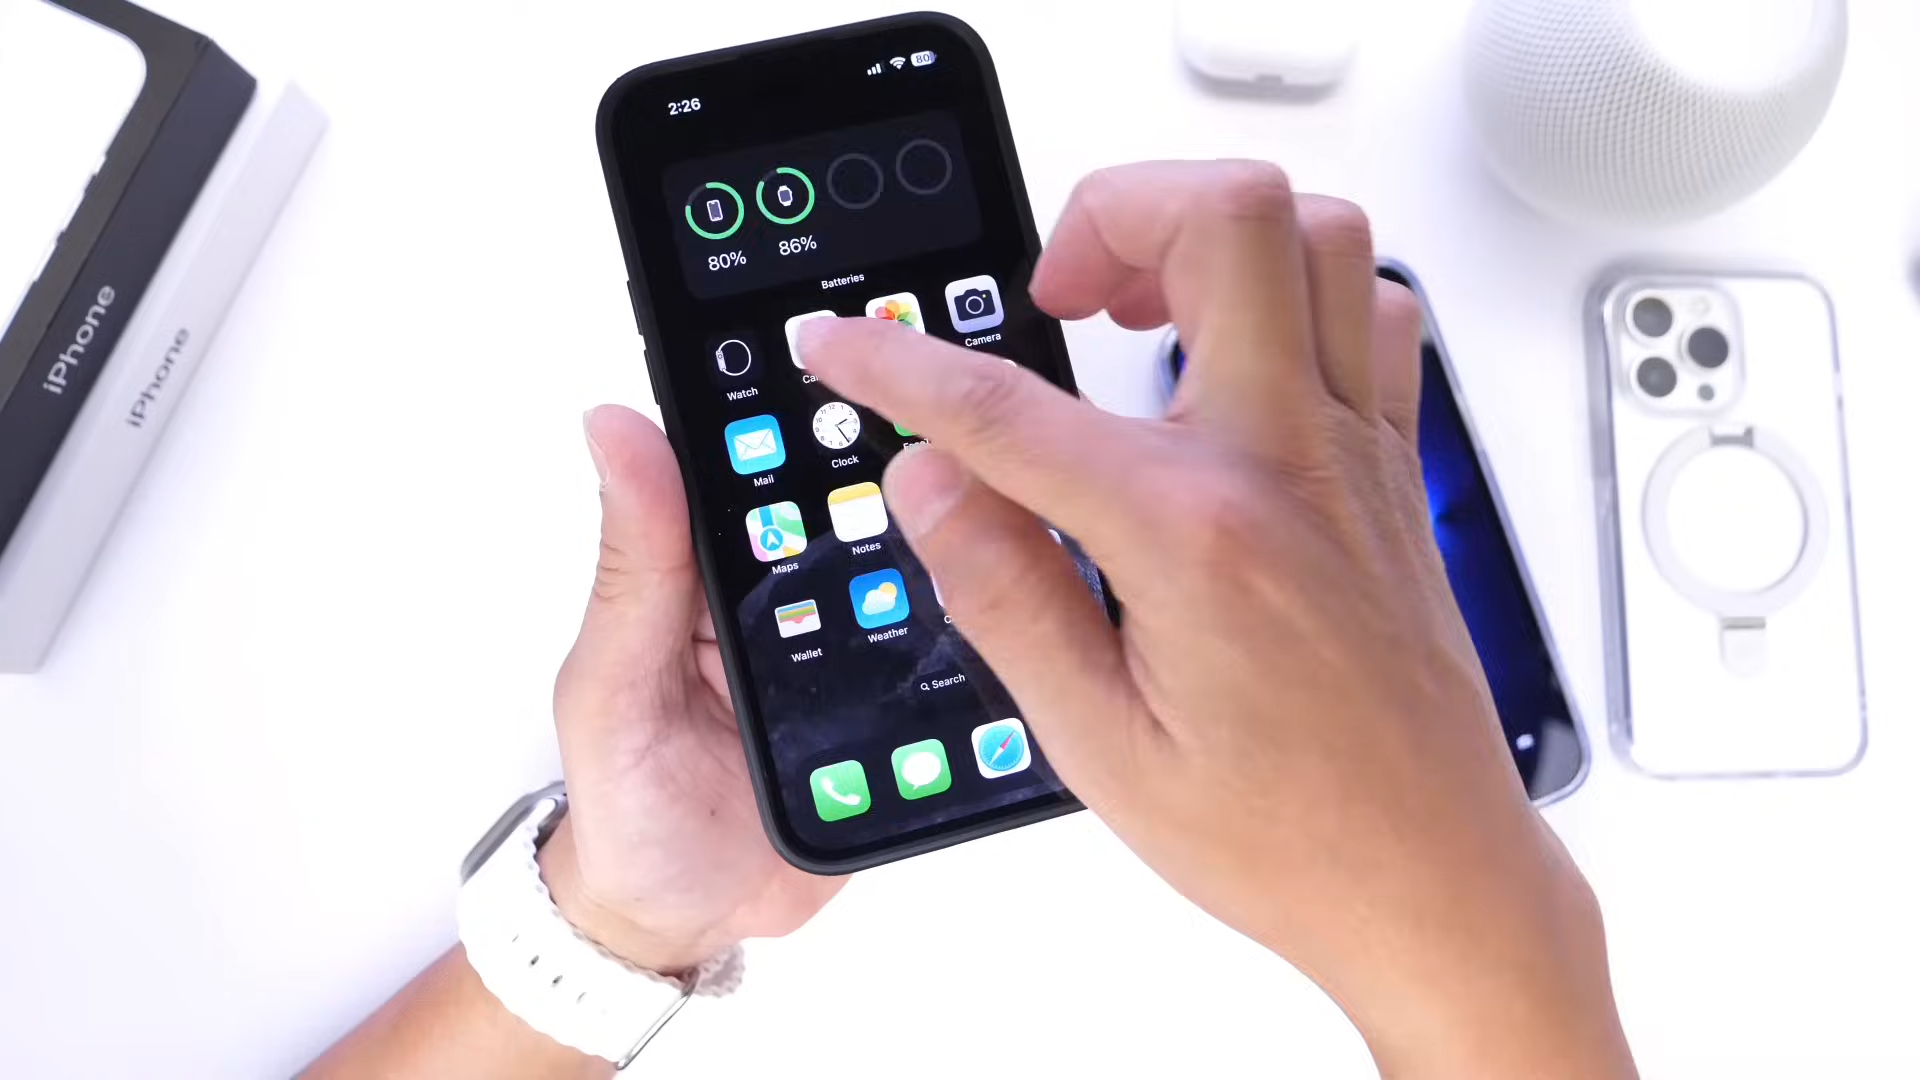 iPhone
iPhone
2:26
80
80%
86%
Batteries
Watch
Camera
Mail
Clock
Maps
Notes
Wallet
Weather
Search